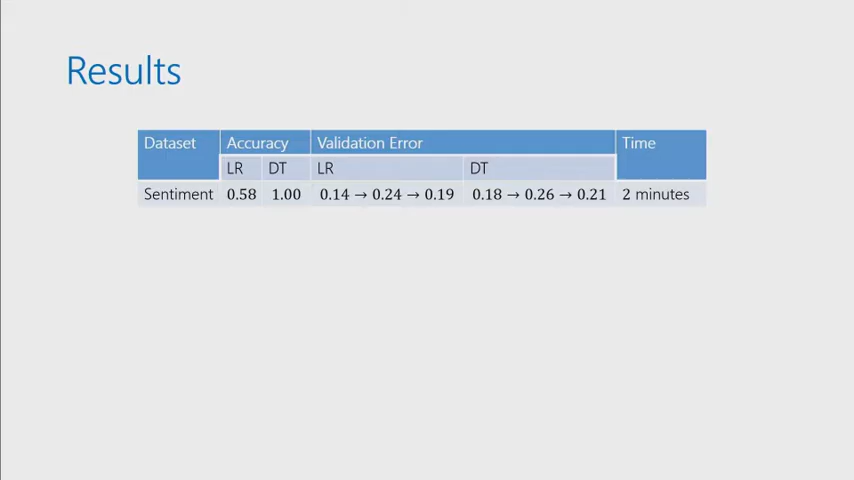 Results
Dataset Accuracy Validation Error Time
LR DT LR DT
Sentiment 0.58 1.00 0.14 → 0.24 → 0.19 0.18 → 0.26 → 0.21 2 minutes